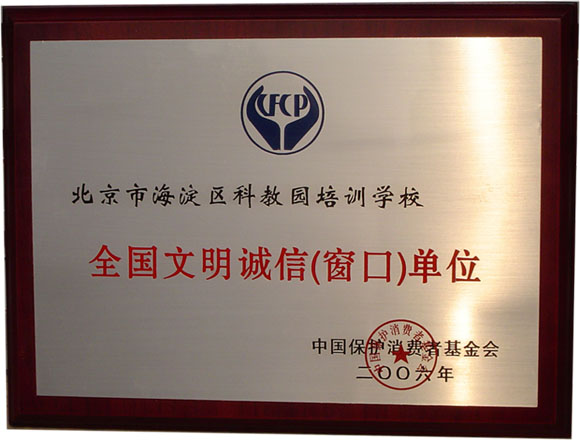 CFCP
北京市海淀区科教园培训学校
全国文明诚信(窗口)单位
中国保护消费者基金会
二〇〇六年